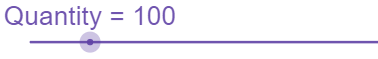 Quantity = 100